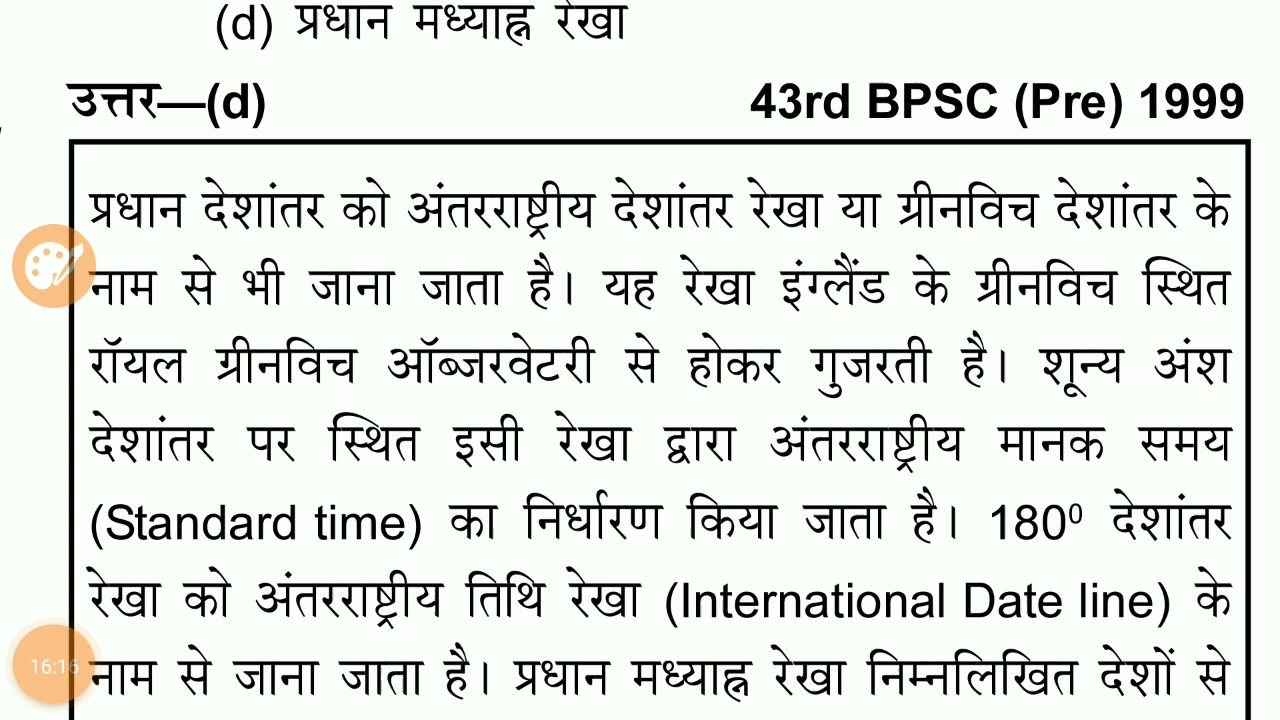 (d) प्रधान मध्याह्न रेखा
उत्तर—(d) 43rd BPSC (Pre) 1999
प्रधान देशांतर को अंतरराष्ट्रीय देशांतर रेखा या ग्रीनविच देशांतर के
नाम से भी जाना जाता है। यह रेखा इंग्लैंड के ग्रीनविच स्थित
रॉयल ग्रीनविच ऑब्जरवेटरी से होकर गुजरती है। शून्य अंश
देशांतर पर स्थित इसी रेखा द्वारा अंतरराष्ट्रीय मानक समय
(Standard time) का निर्धारण किया जाता है। 180⁰ देशांतर
रेखा को अंतरराष्ट्रीय तिथि रेखा (International Date line) के
नाम से जाना जाता है। प्रधान मध्याह्न रेखा निम्नलिखित देशों से
16:16